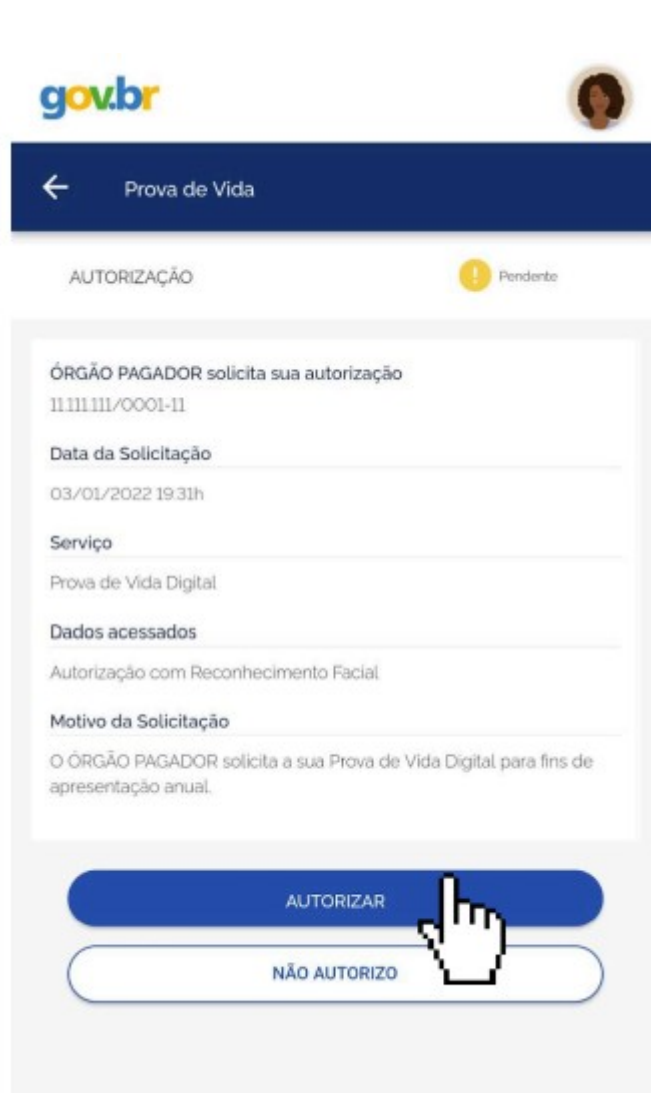 gov.br
Prova de Vida
AUTORIZAÇÃO
! Pendente
ÓRGÃO PAGADOR solicita sua autorização
11.111.111/0001-11
Data da Solicitação
03/01/2022 19:31h
Serviço
Prova de Vida Digital
Dados acessados
Autorização com Reconhecimento Facial
Motivo da Solicitação
O ÓRGÃO PAGADOR solicita a sua Prova de Vida Digital para fins de
apresentação anual.
AUTORIZAR
NÃO AUTORIZO